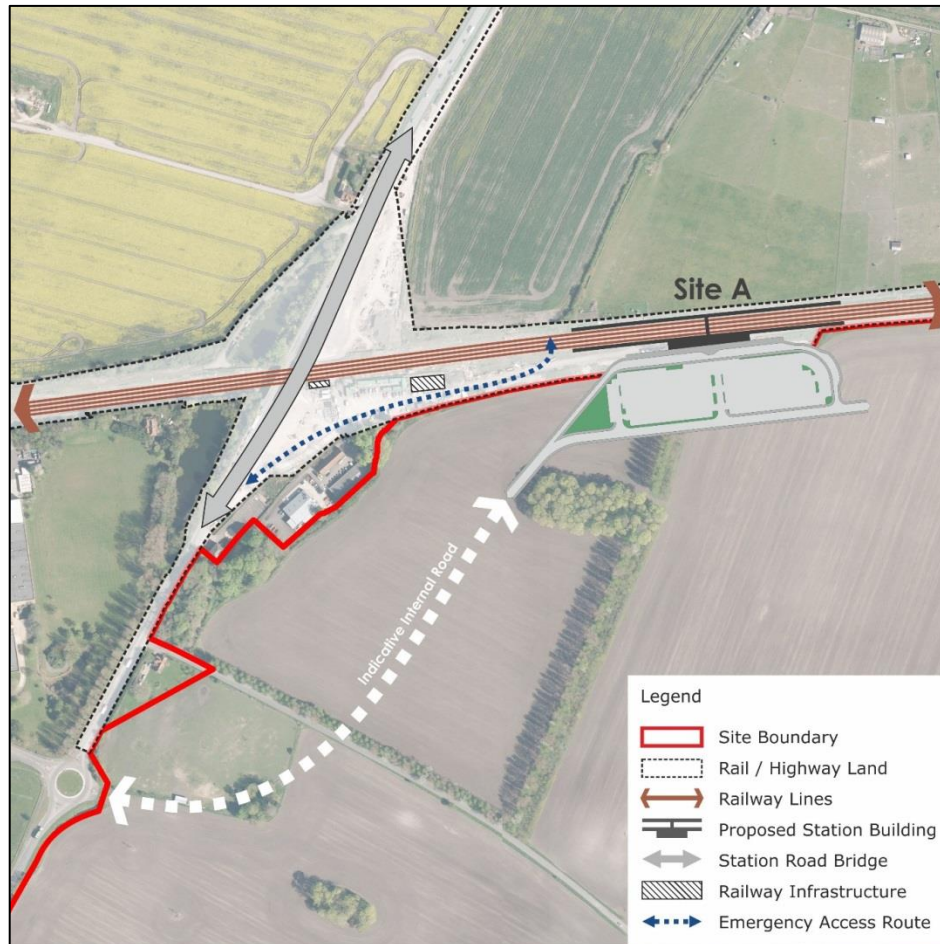 Site A
Indicative Internal Road
Legend
Site Boundary
Rail / Highway Land
Railway Lines
Proposed Station Building
Station Road Bridge
Railway Infrastructure
Emergency Access Route